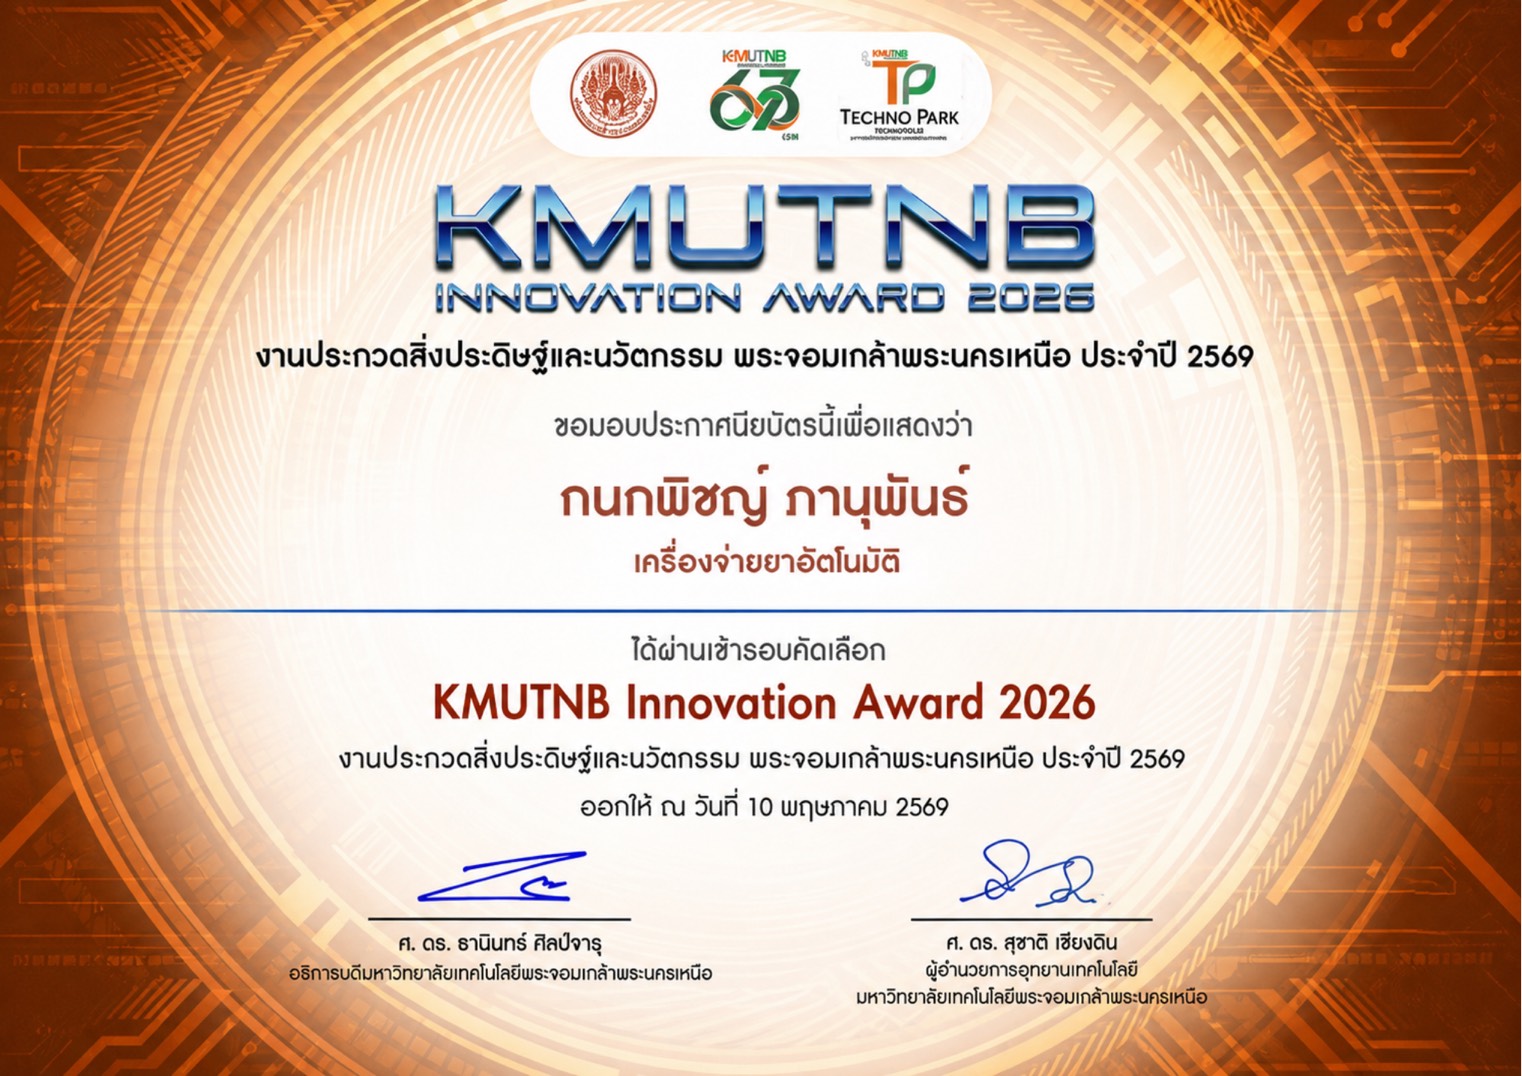 KMUTNB
63
KMUTNB
TP
TECHNO PARK
KMUTNB
INNOVATION AWARD 2026
งานประกวดสิ่งประดิษฐ์และนวัตกรรม พระจอมเกล้าพระนครเหนือ ประจำปี 2569
ขอมอบประกาศนียบัตรนี้เพื่อแสดงว่า
กนกพิชญ์ ภานุพันธ์
เครื่องจ่ายยาอัตโนมัติ
ได้ผ่านเข้ารอบคัดเลือก
KMUTNB Innovation Award 2026
งานประกวดสิ่งประดิษฐ์และนวัตกรรม พระจอมเกล้าพระนครเหนือ ประจำปี 2569
ออกให้ ณ วันที่ 10 พฤษภาคม 2569
ศ. ดร. ธานินทร์ ศิลป์จารุ
อธิการบดีมหาวิทยาลัยเทคโนโลยีพระจอมเกล้าพระนครเหนือ
ศ. ดร. สุชาติ เซียงฉิน
ผู้อำนวยการอุทยานเทคโนโลยี
มหาวิทยาลัยเทคโนโลยีพระจอมเกล้าพระนครเหนือ